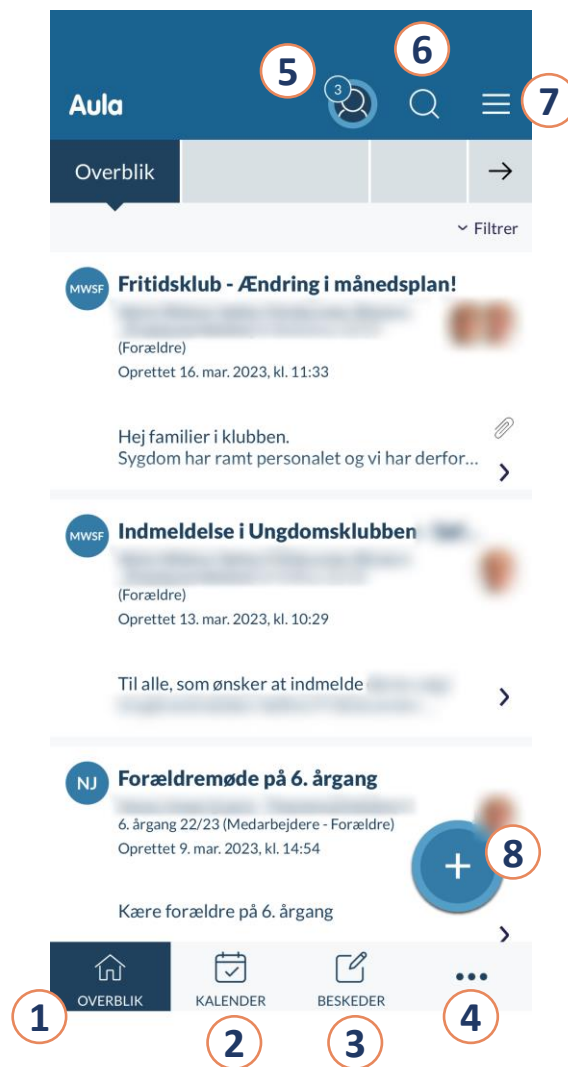 5
6
7
Aula
3
Overblik
Filtrer
MWSF
Fritidsklub - Ændring i månedsplan!
(Forældre)
Oprettet 16. mar. 2023, kl. 11:33
Hej familier i klubben.
Sygdom har ramt personalet og vi har derfor...
MWSF
Indmeldelse i Ungdomsklubben
(Forældre)
Oprettet 13. mar. 2023, kl. 10:29
Til alle, som ønsker at indmelde
NJ
Forældremøde på 6. årgang
6. årgang 22/23 (Medarbejdere - Forældre)
Oprettet 9. mar. 2023, kl. 14:54
8
Kære forældre på 6. årgang
OVERBLIK
KALENDER
BESKEDER
1
2
3
4